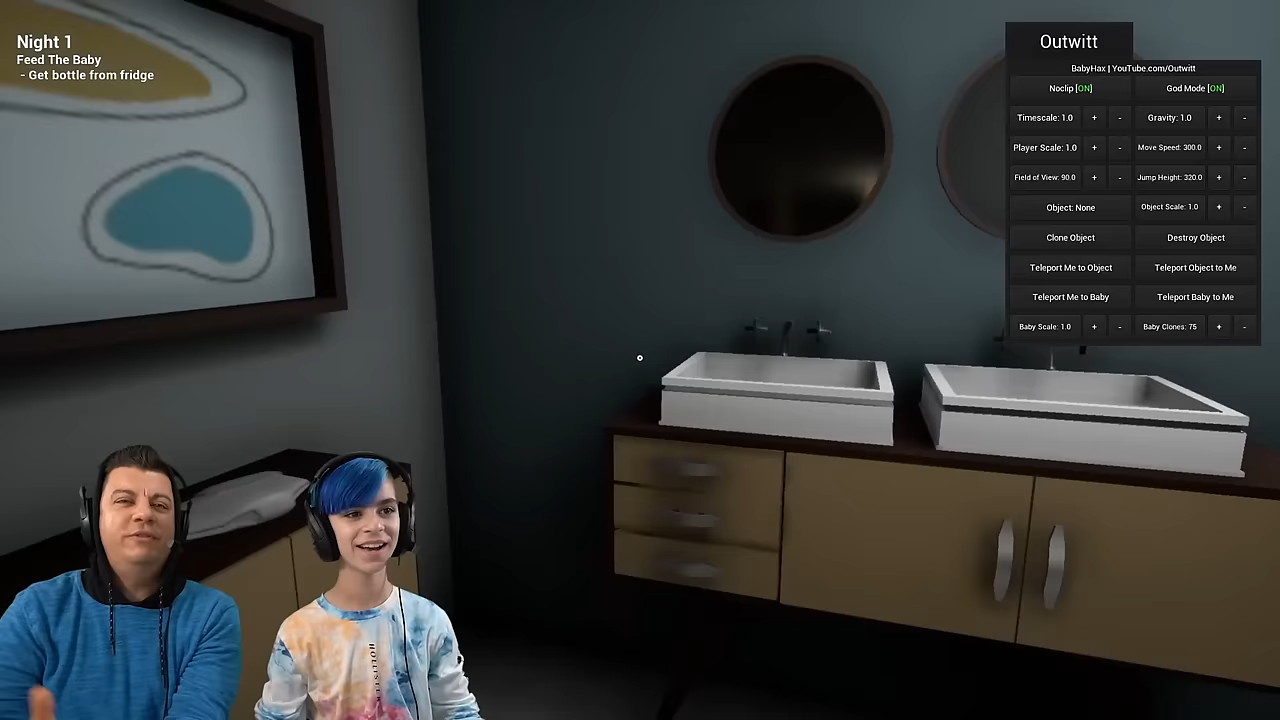 Night 1
Feed The Baby
- Get bottle from fridge
Outwitt
BabyHax | YouTube.com/Outwitt
Noclip [ON] God Mode [ON]
Timescale: 1.0 + - Gravity: 1.0 + -
Player Scale: 1.0 + - Move Speed: 300.0 + -
Field of View: 90.0 + - Jump Height: 320.0 + -
Object: None Object Scale: 1.0 + -
Clone Object Destroy Object
Teleport Me to Object Teleport Object to Me
Teleport Me to Baby Teleport Baby to Me
Baby Scale: 1.0 + - Baby Clones: 75 + -
HOLLISTER